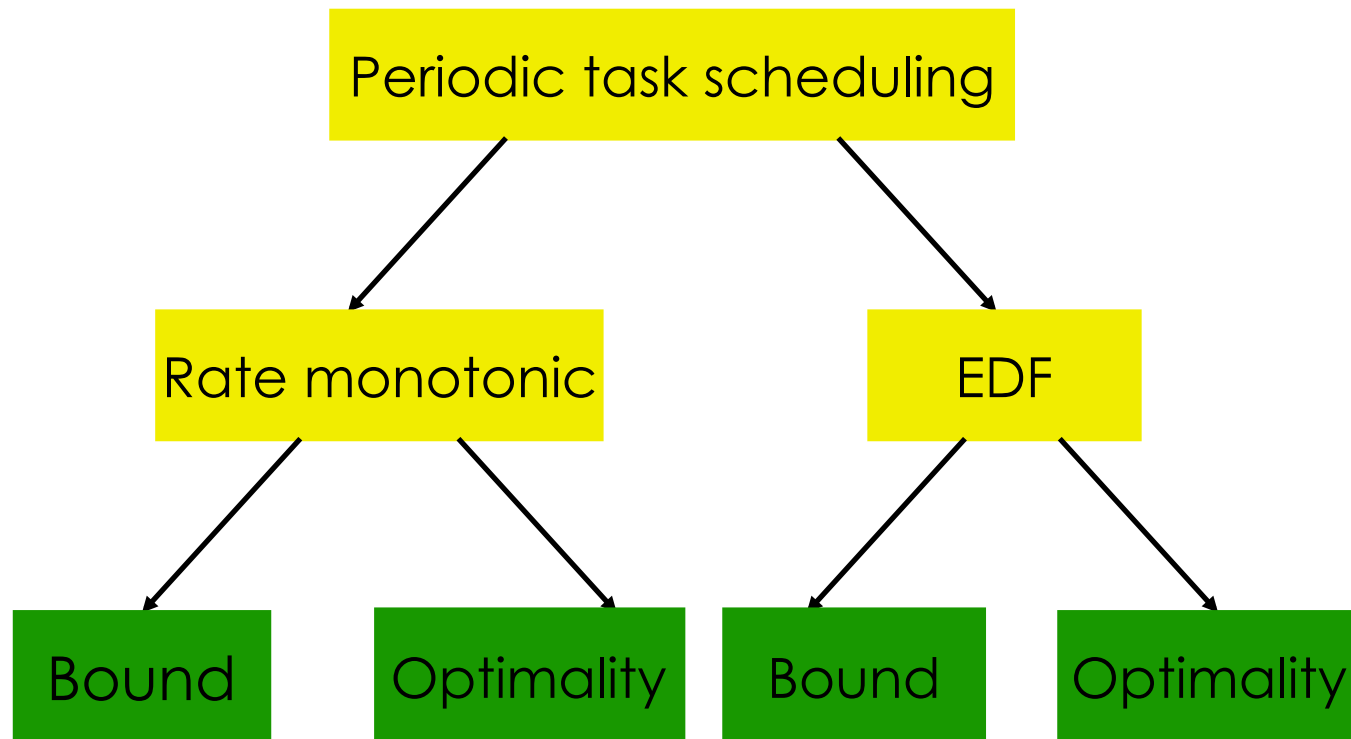 Periodic task scheduling
Rate monotonic
EDF
Bound
Optimality
Bound
Optimality